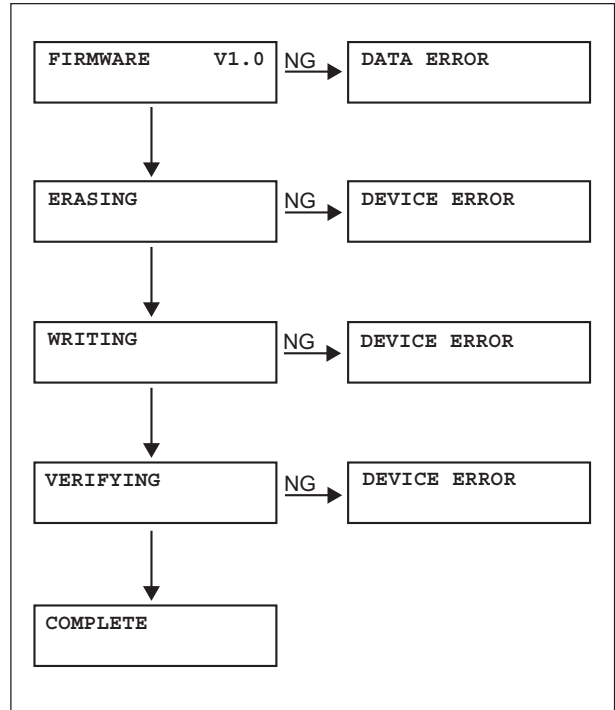 FIRMWARE V1.0 NG DATA ERROR
ERASING NG DEVICE ERROR
WRITING NG DEVICE ERROR
VERIFYING NG DEVICE ERROR
COMPLETE